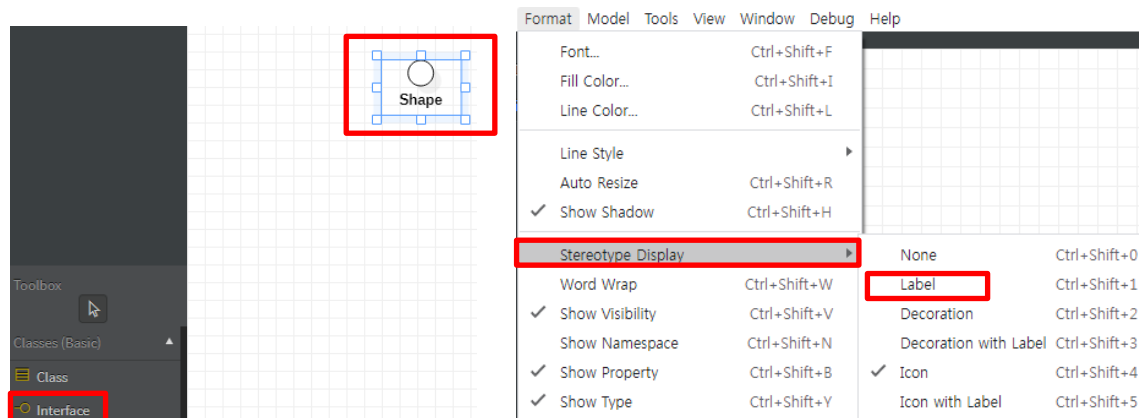 Shape
Toolbox
Classes (Basic)
Class
Interface
Format Model Tools View Window Debug Help
Font... Ctrl+Shift+F
Fill Color... Ctrl+Shift+I
Line Color... Ctrl+Shift+L
Line Style
Auto Resize Ctrl+Shift+R
Show Shadow Ctrl+Shift+H
Stereotype Display
Word Wrap Ctrl+Shift+W
Show Visibility Ctrl+Shift+V
Show Namespace Ctrl+Shift+N
Show Property Ctrl+Shift+B
Show Type Ctrl+Shift+Y
None Ctrl+Shift+0
Label Ctrl+Shift+1
Decoration Ctrl+Shift+2
Decoration with Label Ctrl+Shift+3
Icon Ctrl+Shift+4
Icon with Label Ctrl+Shift+5